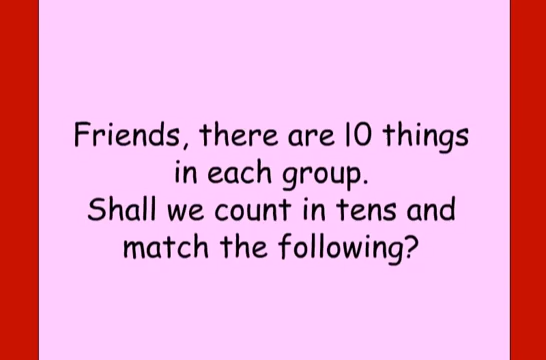 Friends, there are 10 things
in each group.
Shall we count in tens and
match the following?